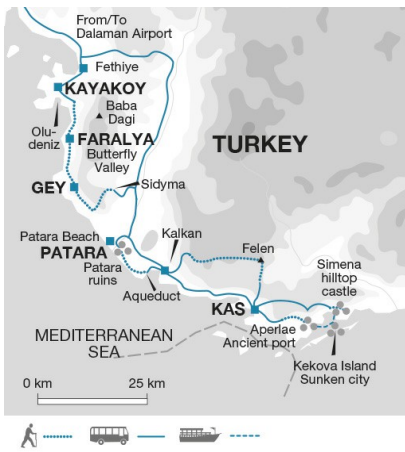 From/To
Dalaman Airport
Fethiye
KAYAKOY
Baba
Dagi
Olu-
deniz
FARALYA
Butterfly
Valley
TURKEY
GEY
Sidyma
Patara Beach
PATARA
Patara
ruins
Kalkan
Felen
Aqueduct
Simena
hilltop
castle
KAS
Aperlae
Ancient port
MEDITERRANEAN
SEA
Kekova Island
Sunken city
0 km
25 km